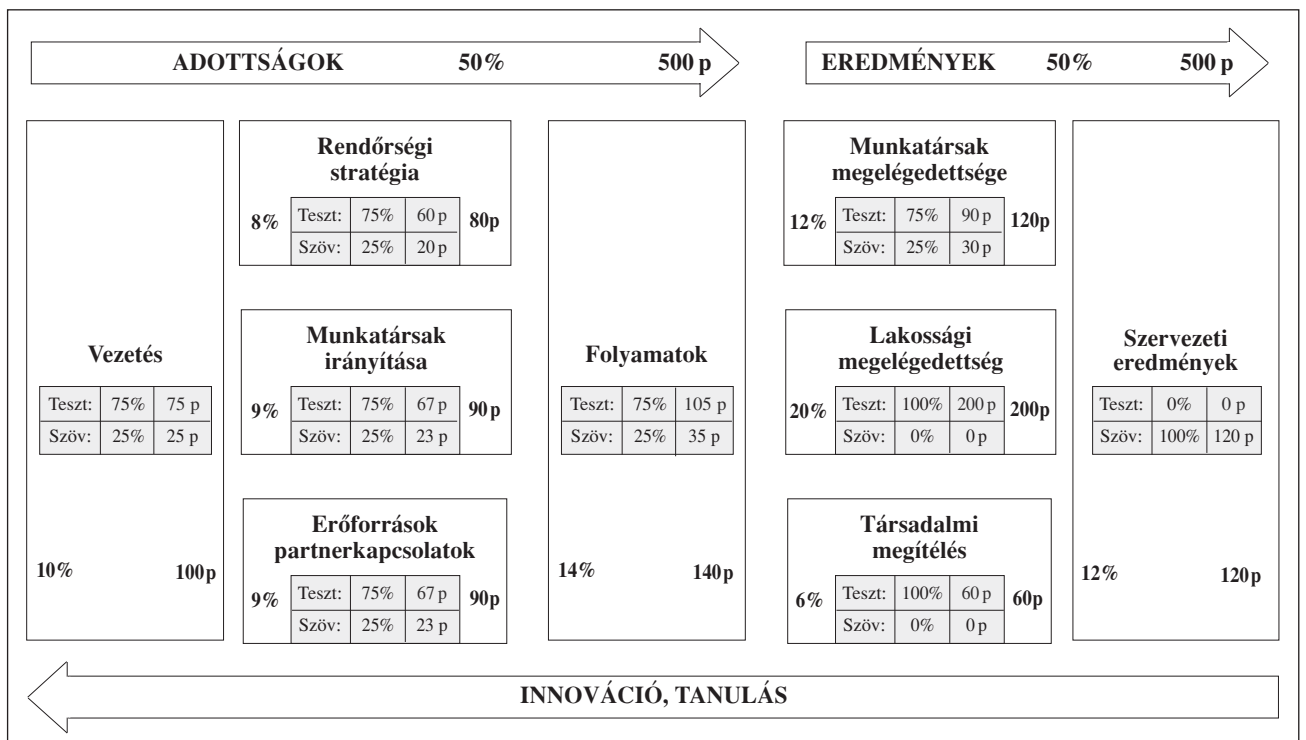 ADOTTSÁGOK 50% 500 p
EREDMÉNYEK 50% 500 p
Vezetés
Teszt: 75% 75 p
Szöv: 25% 25 p
10% 100p
Rendőrségi
stratégia
8% Teszt: 75% 60 p 80p
Szöv: 25% 20 p
Munkatársak
irányítása
9% Teszt: 75% 67 p 90p
Szöv: 25% 23 p
Erőforrások
partnerkapcsolatok
9% Teszt: 75% 67 p 90p
Szöv: 25% 23 p
Folyamatok
Teszt: 75% 105 p
Szöv: 25% 35 p
14% 140p
Munkatársak
megelégedettsége
12% Teszt: 75% 90 p 120p
Szöv: 25% 30 p
Lakossági
megelégedettség
20% Teszt: 100% 200 p 200p
Szöv: 0% 0 p
Társadalmi
megítélés
6% Teszt: 100% 60 p 60p
Szöv: 0% 0 p
Szervezeti
eredmények
Teszt: 0% 0 p
Szöv: 100% 120 p
12% 120p
INNOVÁCIÓ, TANULÁS